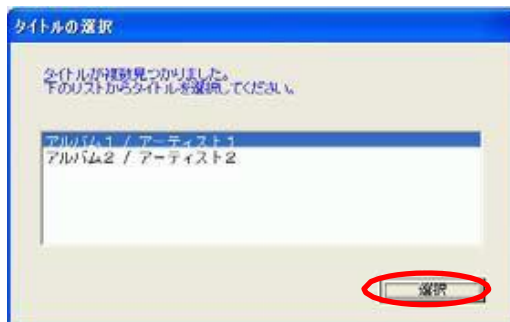 タイトルの選択
タイトルが複数見つかりました。
下のリストからタイトルを選択してください。
アルバム1 / アーティスト1
アルバム2 / アーティスト2
選択